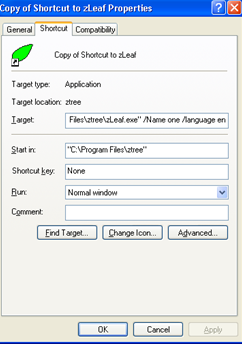 Copy of Shortcut to zLeaf Properties
General Shortcut Compatibility
Copy of Shortcut to zLeaf
Target type: Application
Target location: ztree
Target: Files\ztree\zLeaf.exe" /Name one /language en
Start in: "C:\Program Files\ztree"
Shortcut key: None
Run: Normal window
Comment:
Find Target... Change Icon... Advanced...
OK Cancel Apply